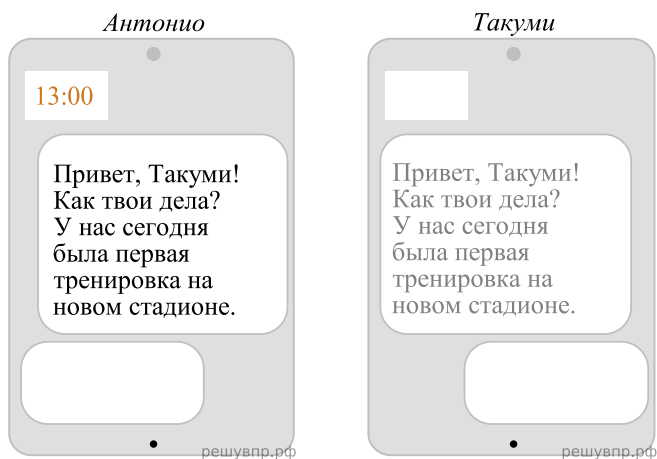 Антонио
13:00
Привет, Такуми!
Как твои дела?
У нас сегодня
была первая
тренировка на
новом стадионе.
решувпр.рф
Такуми
Привет, Такуми!
Как твои дела?
У нас сегодня
была первая
тренировка на
новом стадионе.
решувпр.рф